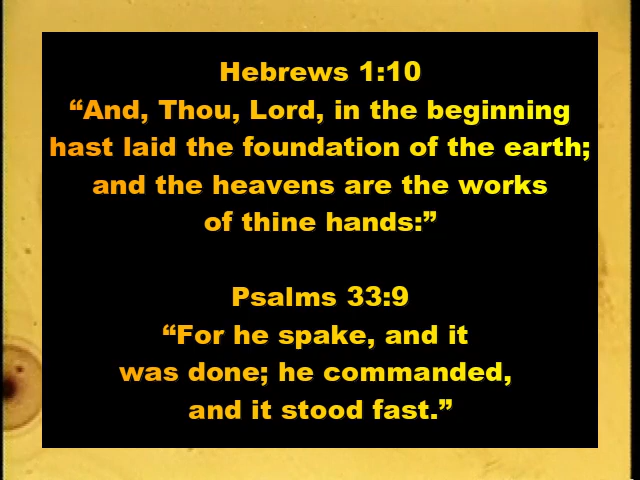 Hebrews 1:10
“And, Thou, Lord, in the beginning
hast laid the foundation of the earth;
and the heavens are the works
of thine hands:”
Psalms 33:9
“For he spake, and it
was done; he commanded,
and it stood fast.”